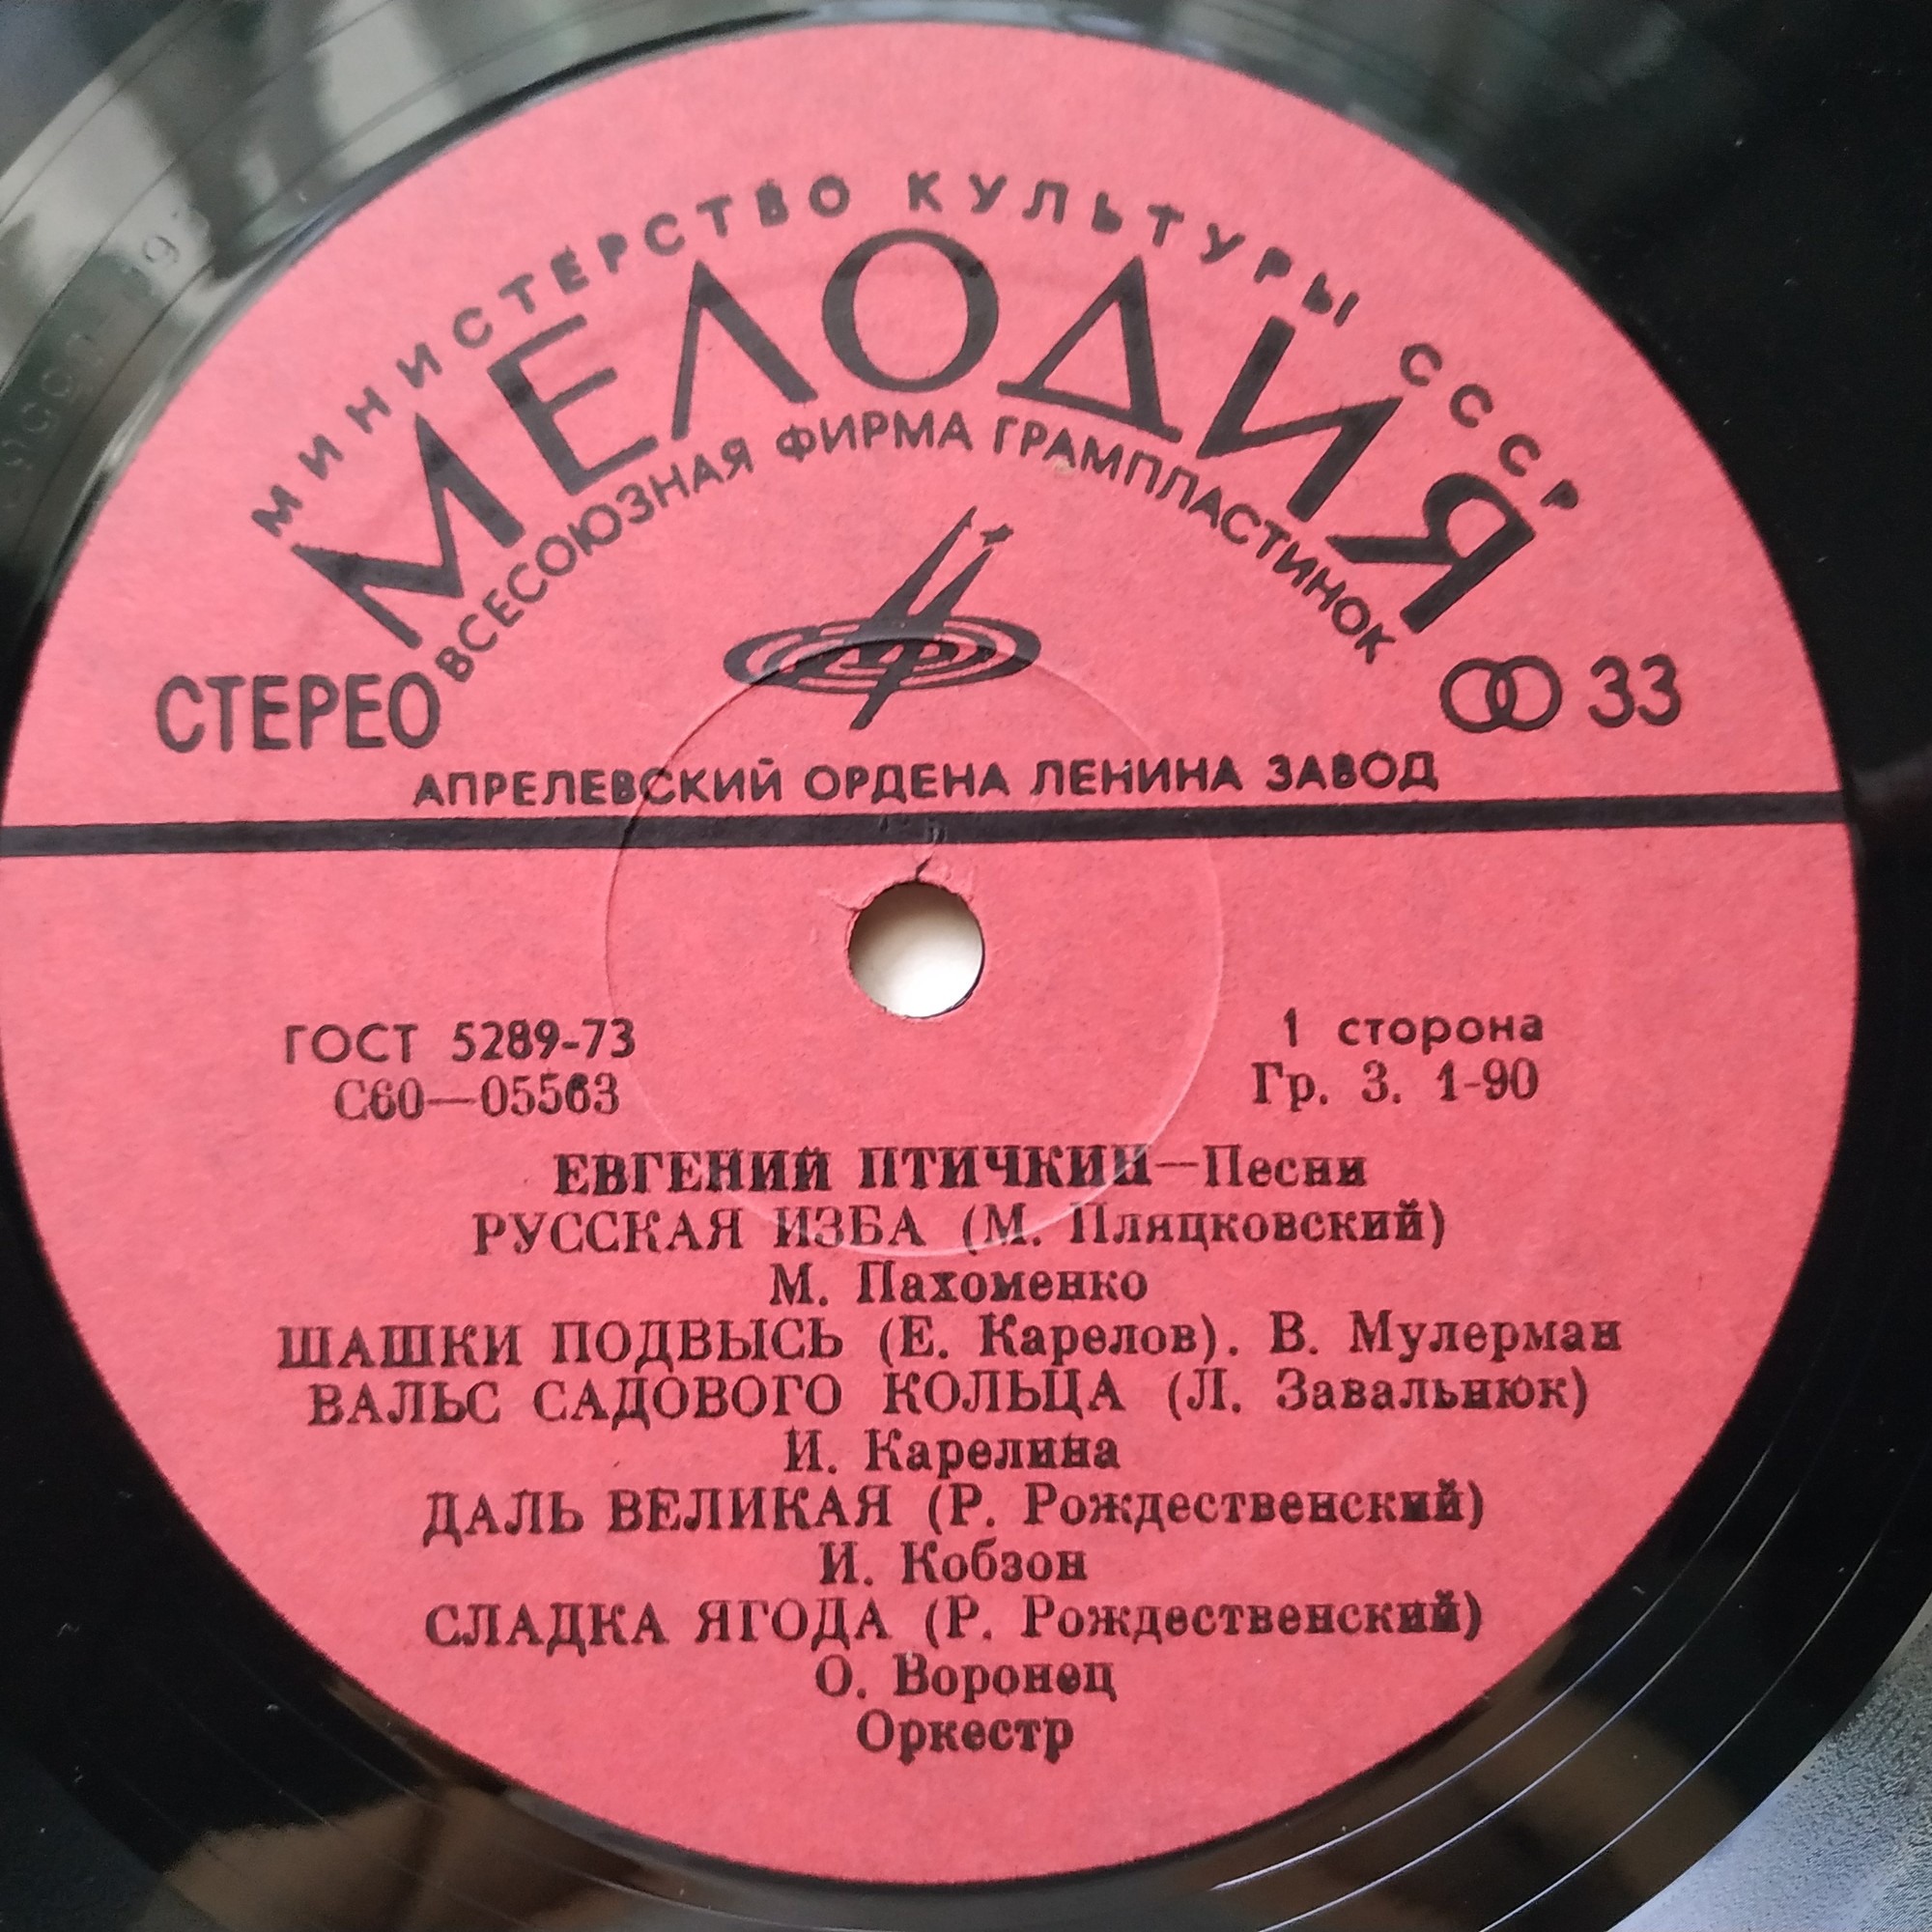 МИНИСТЕРСТВО КУЛЬТУРЫ СССР
МЕЛОДИЯ
ВСЕСОЮЗНАЯ ФИРМА ГРАМПЛАСТИНОК
СТЕРЕО
33
АПРЕЛЕВСКИЙ ОРДЕНА ЛЕНИНА ЗАВОД
ГОСТ 5289-73
С60—05563
1 сторона
Гр. 3. 1-90
ЕВГЕНИЙ ПТИЧКИН—Песни
РУССКАЯ ИЗБА (М. Пляцковский)
М. Пахоменко
ШАШКИ ПОДВЫСЬ (Е. Карелов). В. Мулерман
ВАЛЬС САДОВОГО КОЛЬЦА (Л. Завальнюк)
И. Карелина
ДАЛЬ ВЕЛИКАЯ (Р. Рождественский)
И. Кобзон
СЛАДКА ЯГОДА (Р. Рождественский)
О. Воронец
Оркестр